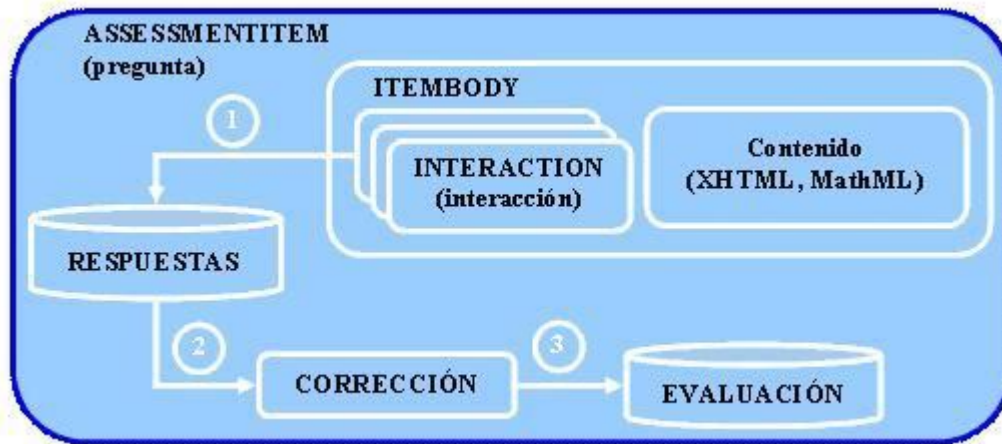 ASSESSMENTITEM
(pregunta)
ITEMBODY
1
INTERACTION
(interacción)
Contenido
(XHTML, MathML)
RESPUESTAS
2
3
CORRECCIÓN
EVALUACIÓN